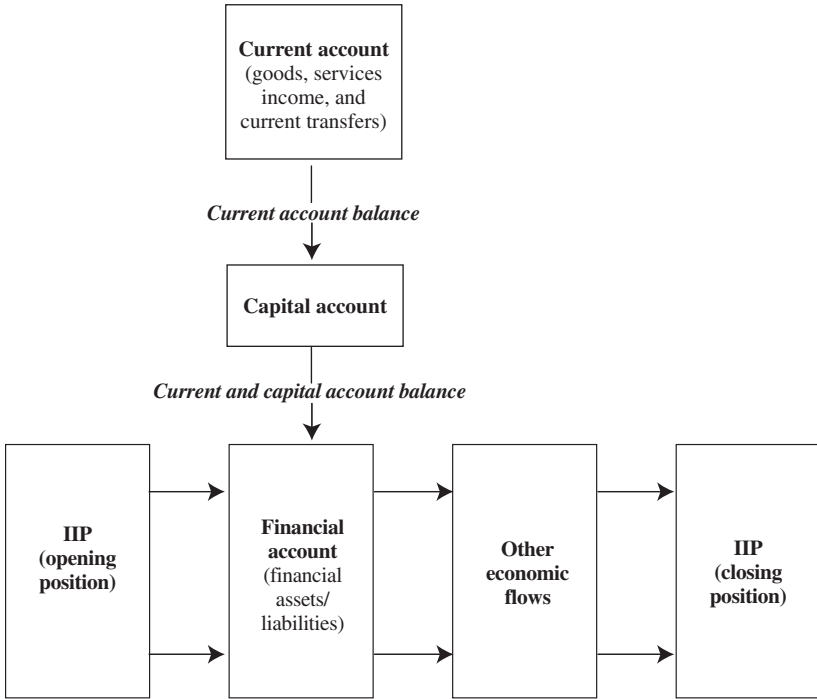 Current account
(goods, services
income, and
current transfers)
Current account balance
Capital account
Current and capital account balance
IIP
(opening
position)
Financial
account
(financial
assets/
liabilities)
Other
economic
flows
IIP
(closing
position)